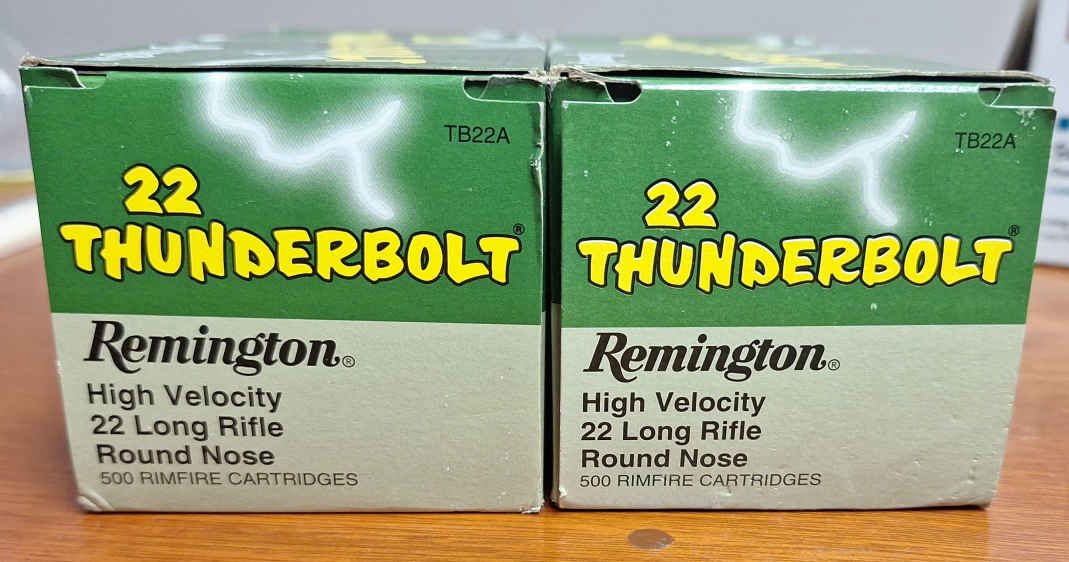 TB22A
22
THUNDERBOLT®
Remington®
High Velocity
22 Long Rifle
Round Nose
500 RIMFIRE CARTRIDGES
TB22A
22
THUNDERBOLT®
Remington®
High Velocity
22 Long Rifle
Round Nose
500 RIMFIRE CARTRIDGES